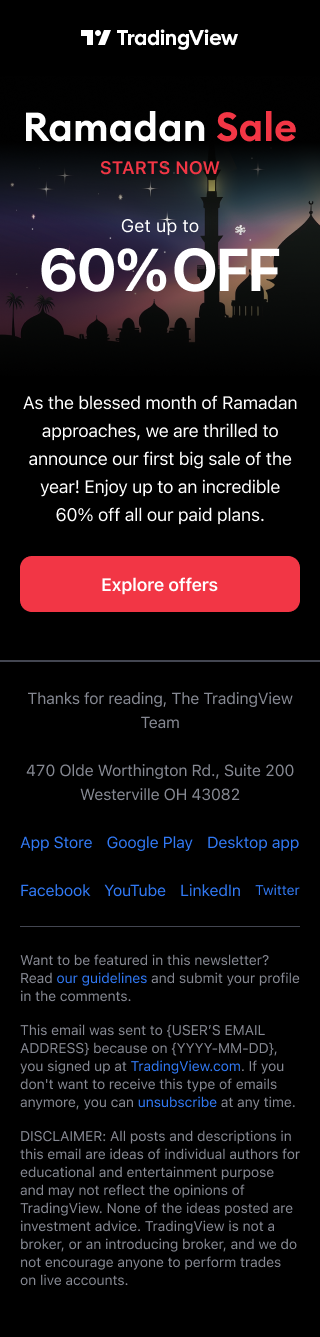 TradingView
Ramadan Sale
STARTS NOW
Get up to
60% OFF
As the blessed month of Ramadan
approaches, we are thrilled to
announce our first big sale of the
year! Enjoy up to an incredible
60% off all our paid plans.
Explore offers
Thanks for reading, The TradingView
Team
470 Olde Worthington Rd., Suite 200
Westerville OH 43082
App Store Google Play Desktop app
Facebook YouTube LinkedIn Twitter
Want to be featured in this newsletter?
Read our guidelines and submit your profile
in the comments.
This email was sent to {USER'S EMAIL
ADDRESS} because on {YYYY-MM-DD},
you signed up at TradingView.com. If you
don't want to receive this type of emails
anymore, you can unsubscribe at any time.
DISCLAIMER: All posts and descriptions in
this email are ideas of individual authors for
educational and entertainment purpose
and may not reflect the opinions of
TradingView. None of the ideas posted are
investment advice. TradingView is not a
broker, or an introducing broker, and we do
not encourage anyone to perform trades
on live accounts.